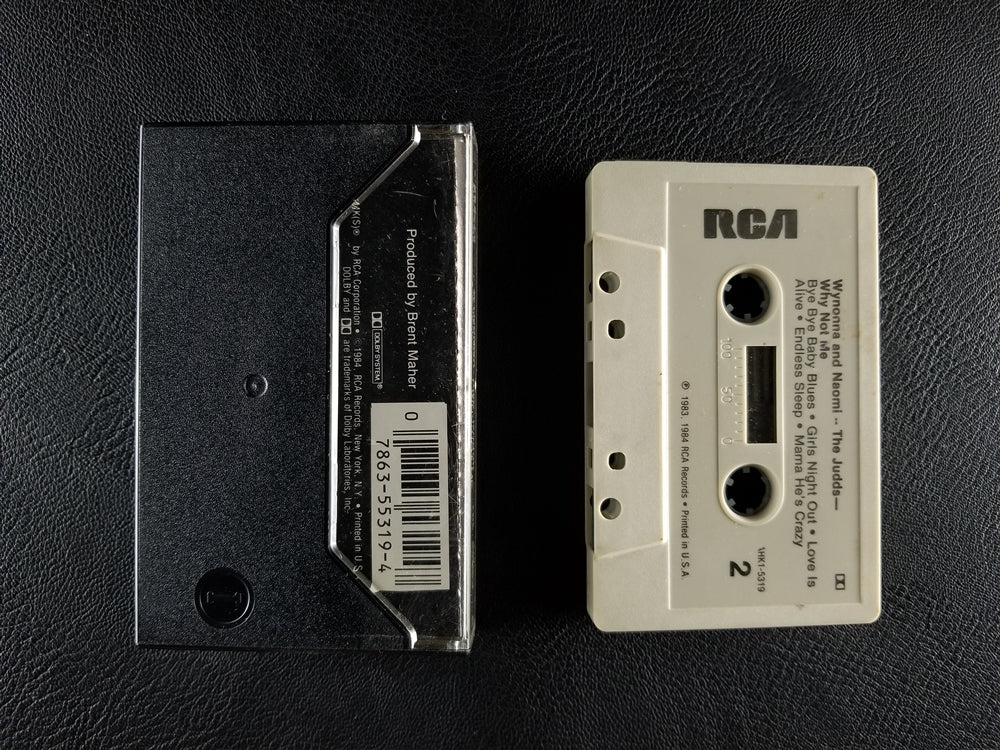 Produced by Brent Maher
DOLBY SYSTEM®
by RCA Corporation • © 1984, RCA Records, New York, N.Y. • Printed in U.S.
DOLBY and are trademarks of Dolby Laboratories, Inc.
0
7863-55319-4
RCA
Wynonna and Naomi -- The Judds—
Why Not Me
Bye Bye Baby Blues • Girls Night Out • Love Is
Alive • Endless Sleep • Mama He's Crazy
100 50 0
AHK1-5319
2
℗ 1983, 1984 RCA Records • Printed in U.S.A.